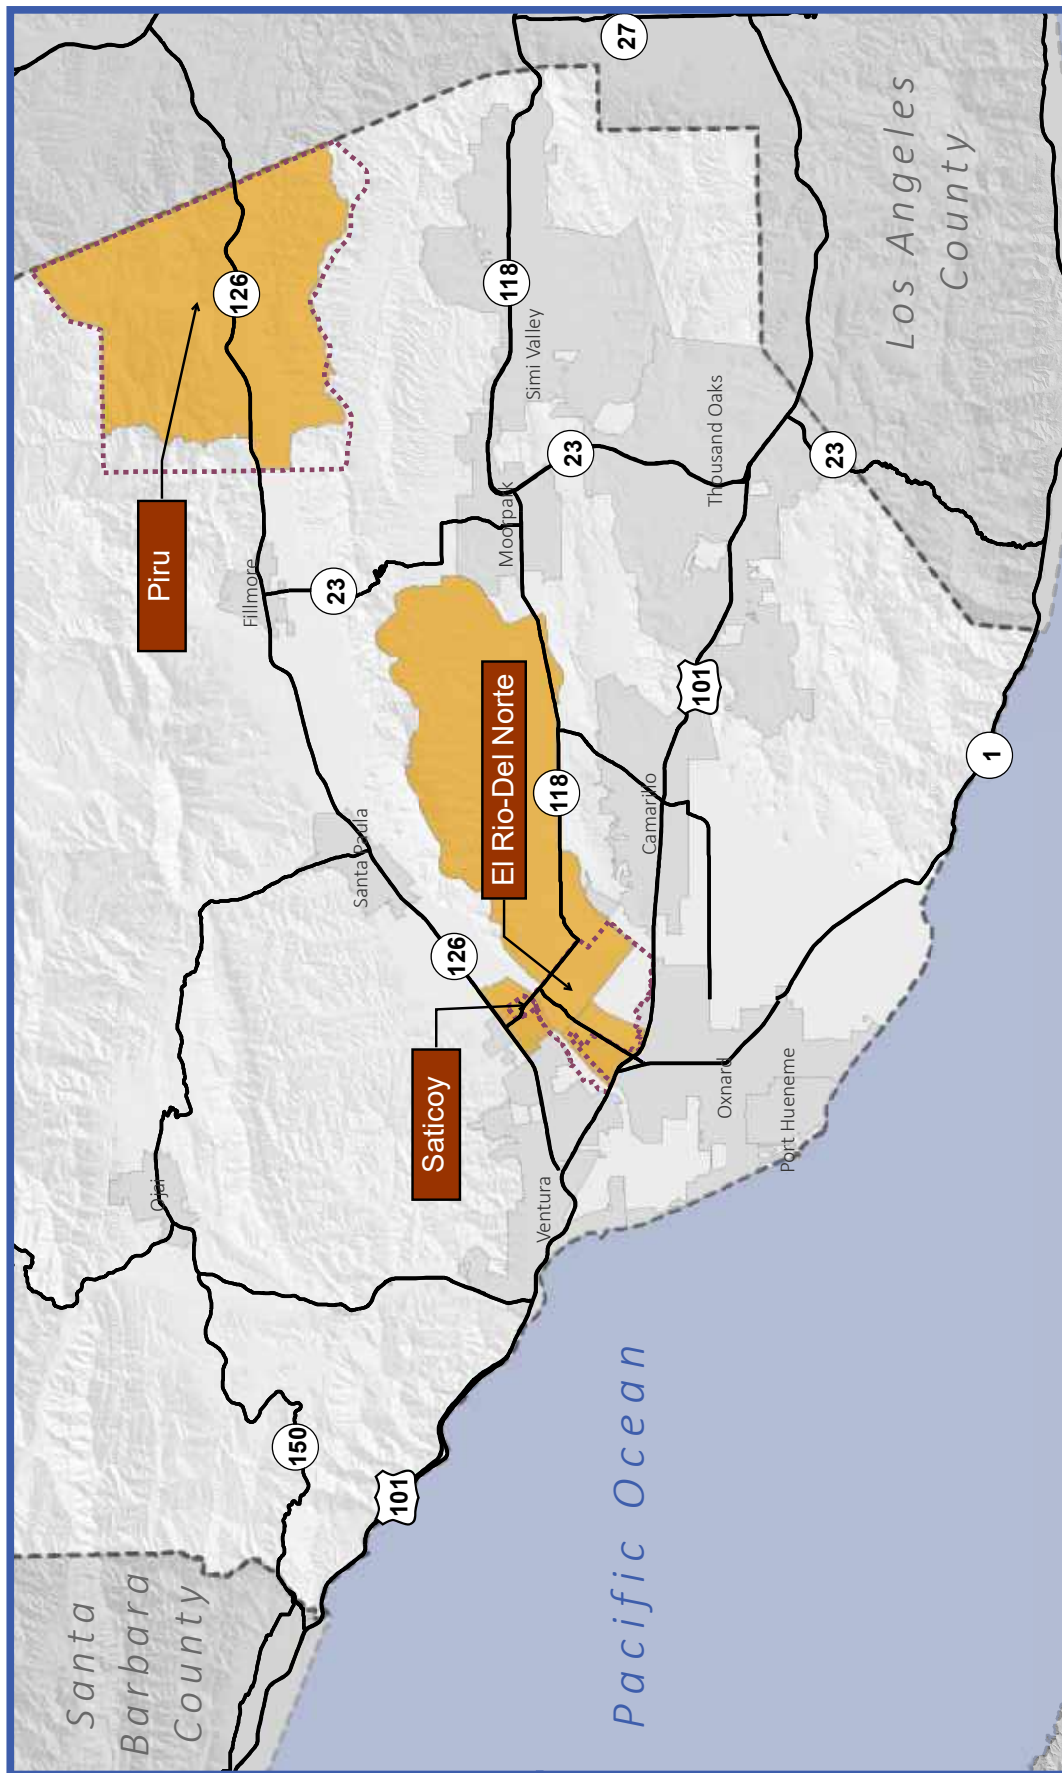 Santa
Barbara
County
150
101
Ojai
Pacific Ocean
Ventura
Saticoy
126
Santa Paula
Port Hueneme
Oxnard
Camarillo
El Rio-Del Norte
118
101
1
Fillmore
23
Piru
126
Moorpark
23
Thousand Oaks
23
Simi Valley
118
Los Angeles
County
27